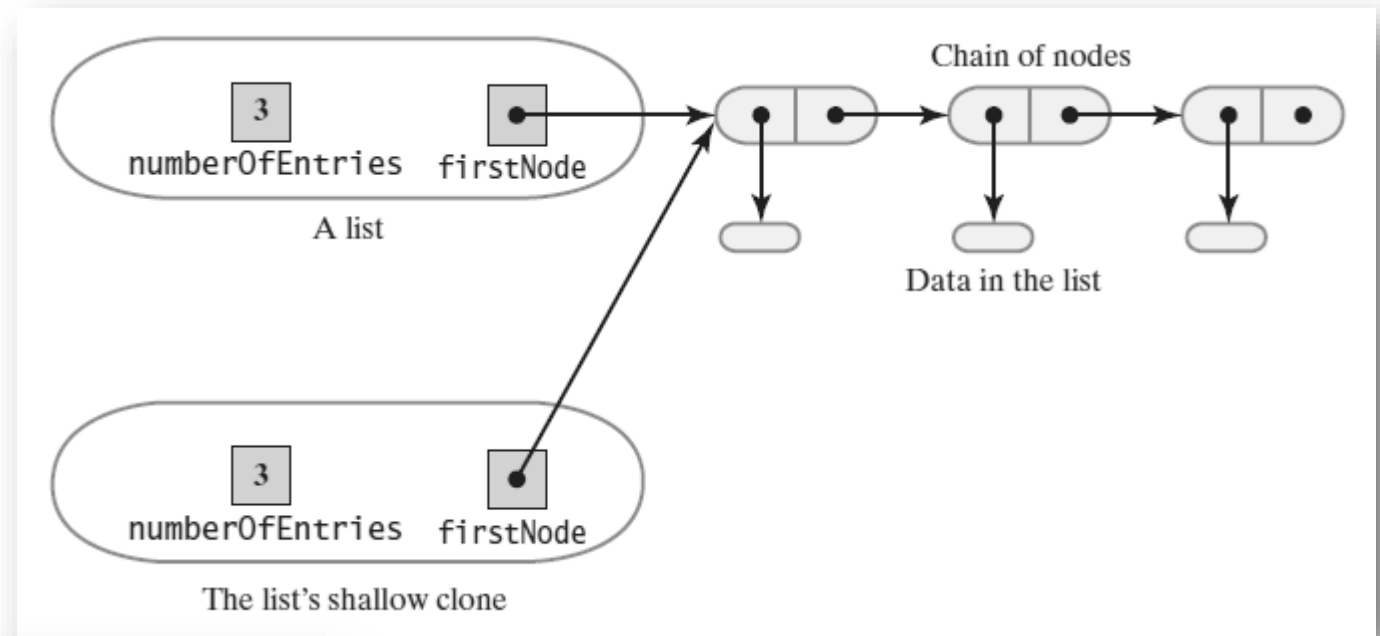 Chain of nodes
3
numberOfEntries firstNode
A list
Data in the list
3
numberOfEntries firstNode
The list's shallow clone